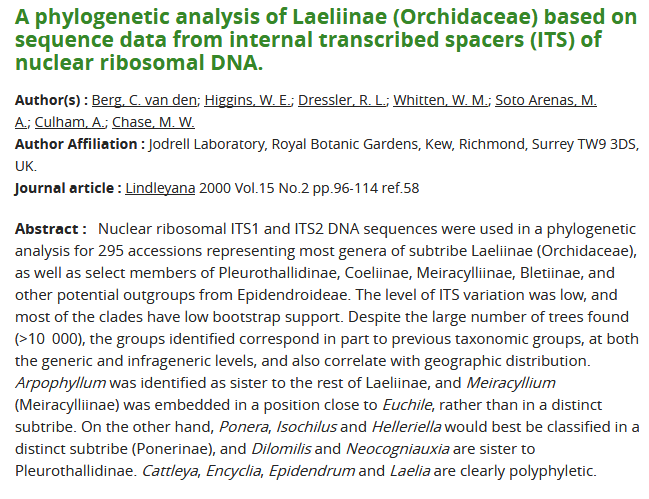 A phylogenetic analysis of Laeliinae (Orchidaceae) based on
sequence data from internal transcribed spacers (ITS) of
nuclear ribosomal DNA.
Author(s) : Berg, C. van den; Higgins, W. E.; Dressler, R. L.; Whitten, W. M.; Soto Arenas, M.
A.; Culham, A.; Chase, M. W.
Author Affiliation : Jodrell Laboratory, Royal Botanic Gardens, Kew, Richmond, Surrey TW9 3DS,
UK.
Journal article : Lindleyana 2000 Vol.15 No.2 pp.96-114 ref.58
Abstract : Nuclear ribosomal ITS1 and ITS2 DNA sequences were used in a phylogenetic
analysis for 295 accessions representing most genera of subtribe Laeliinae (Orchidaceae),
as well as select members of Pleurothallidinae, Coeliinae, Meiracylliinae, Bletiinae, and
other potential outgroups from Epidendroideae. The level of ITS variation was low, and
most of the clades have low bootstrap support. Despite the large number of trees found
(>10 000), the groups identified correspond in part to previous taxonomic groups, at both
the generic and infrageneric levels, and also correlate with geographic distribution.
Arpophyllum was identified as sister to the rest of Laeliinae, and Meiracyllium
(Meiracylliinae) was embedded in a position close to Euchile, rather than in a distinct
subtribe. On the other hand, Ponera, Isochilus and Helleriella would best be classified in a
distinct subtribe (Ponerinae), and Dilomilis and Neocogniauxia are sister to
Pleurothallidinae. Cattleya, Encyclia, Epidendrum and Laelia are clearly polyphyletic.